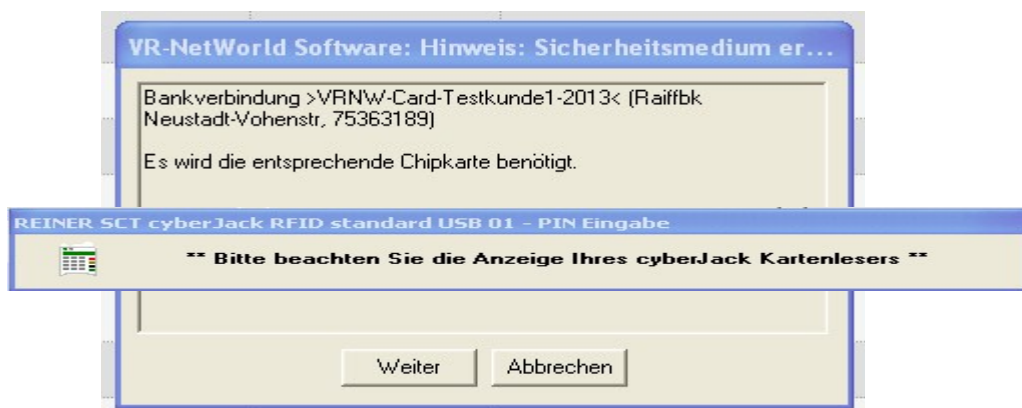 VR-NetWorld Software: Hinweis: Sicherheitsmedium er...
Bankverbindung >VRNW-Card-Testkunde1-2013< (Raiffbk
Neustadt-Vohenstr, 75363189)
Es wird die entsprechende Chipkarte benötigt.
REINER SCT cyberJack RFID standard USB 01 - PIN Eingabe
** Bitte beachten Sie die Anzeige Ihres cyberJack Kartenlesers **
Weiter
Abbrechen